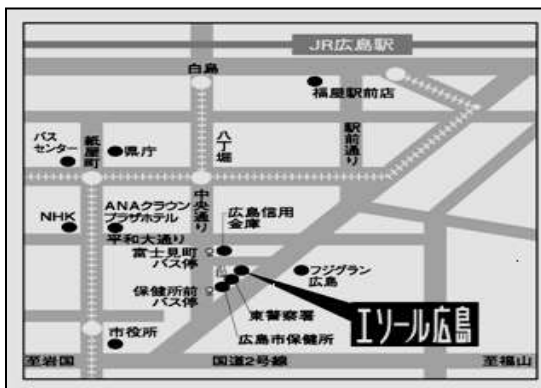 JR広島駅
白島
福屋駅前店
バス
センター
紙屋町
県庁
八丁堀
駅前通り
中央通り
NHK
ANAクラウン
プラザホテル
広島信用
金庫
平和大通り
富士見町
バス停
フジグラン
広島
保健所前
バス停
東警察署
エソール広島
市役所
広島市保健所
至岩国
国道2号線
至福山